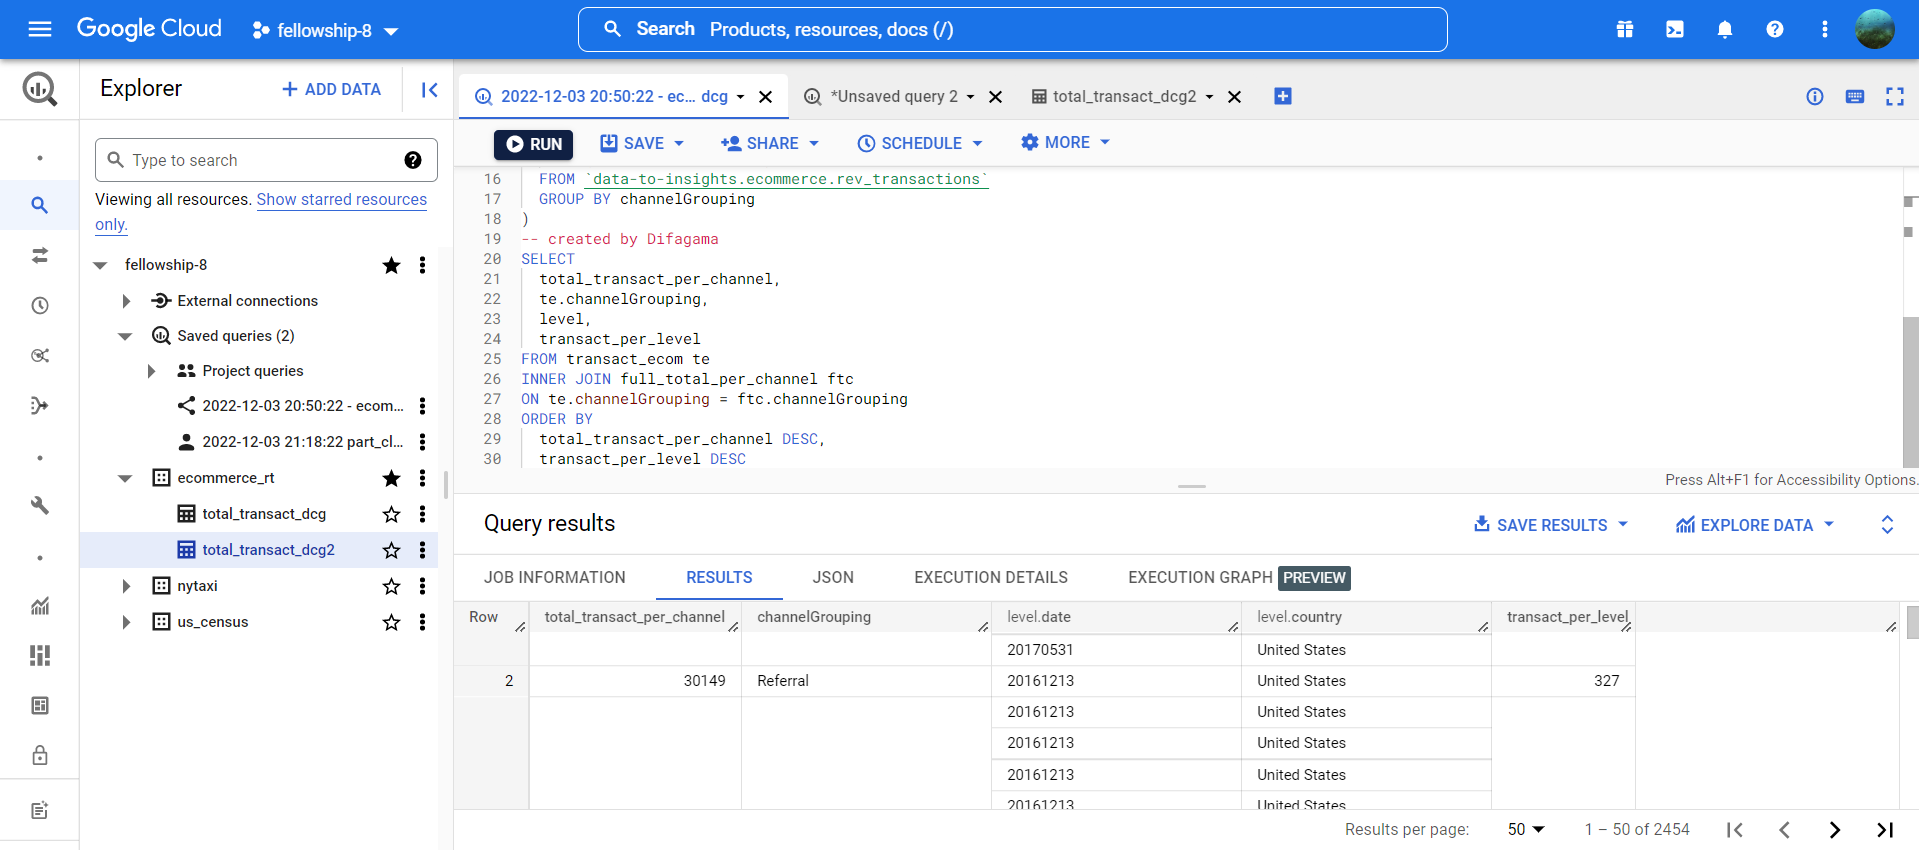 Google Cloud
fellowship-8
Search Products, resources, docs (/)
Explorer
ADD DATA
Type to search
Viewing all resources. Show starred resources
only.
fellowship-8
External connections
Saved queries (2)
Project queries
2022-12-03 20:50:22 - ecom...
2022-12-03 21:18:22 part_cl...
ecommerce_rt
total_transact_dcg
total_transact_dcg2
nytaxi
us_census
2022-12-03 20:50:22 - ec... dcg
*Unsaved query 2
total_transact_dcg2
RUN
SAVE
SHARE
SCHEDULE
MORE
16 FROM `data-to-insights.ecommerce.rev_transactions`
17 GROUP BY channelGrouping
18 )
19 -- created by Difagama
20 SELECT
21 total_transact_per_channel,
22 te.channelGrouping,
23 level,
24 transact_per_level
25 FROM transact_ecom te
26 INNER JOIN full_total_per_channel ftc
27 ON te.channelGrouping = ftc.channelGrouping
28 ORDER BY
29 total_transact_per_channel DESC,
30 transact_per_level DESC
Press Alt+F1 for Accessibility Options.
Query results
SAVE RESULTS
EXPLORE DATA
JOB INFORMATION
RESULTS
JSON
EXECUTION DETAILS
EXECUTION GRAPH PREVIEW
Row total_transact_per_channel channelGrouping level.date level.country transact_per_level
20170531 United States
2 30149 Referral 20161213 United States 327
20161213 United States
20161213 United States
20161213 United States
20161213 United States
Results per page: 50 1 – 50 of 2454